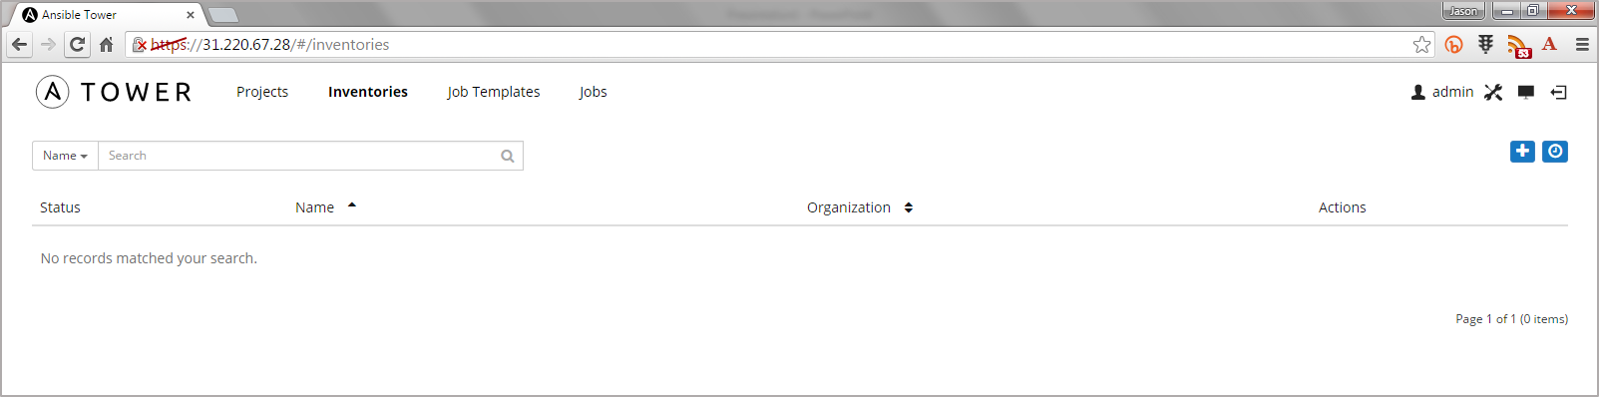 Ansible Tower
Jason
https://31.220.67.28/#/inventories
53
A
A TOWER Projects Inventories Job Templates Jobs admin
Name Search
Status Name Organization Actions
No records matched your search.
Page 1 of 1 (0 items)